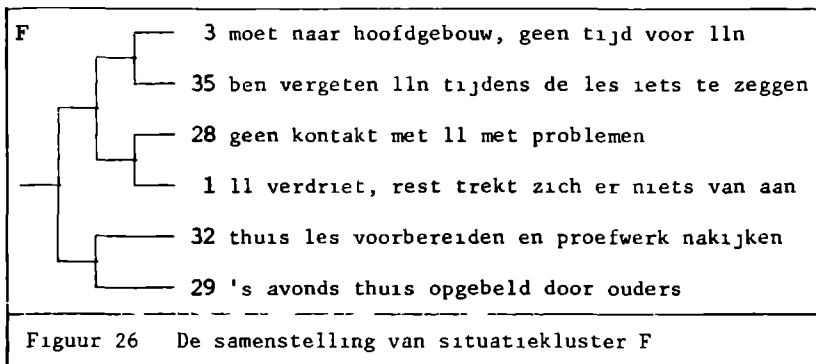 F
3 moet naar hoofdgebouw, geen tijd voor lln
35 ben vergeten lln tijdens de les iets te zeggen
28 geen kontakt met ll met problemen
1 ll verdriet, rest trekt zich er niets van aan
32 thuis les voorbereiden en proefwerk nakijken
29 's avonds thuis opgebeld door ouders
Figuur 26 De samenstelling van situatiekluster F